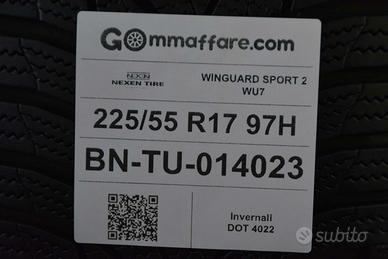 GOmmaffare.com
NEXEN
NEXEN TIRE
WINGUARD SPORT 2
WU7
225/55 R17 97H
BN-TU-014023
Invernali
DOT 4022
subito